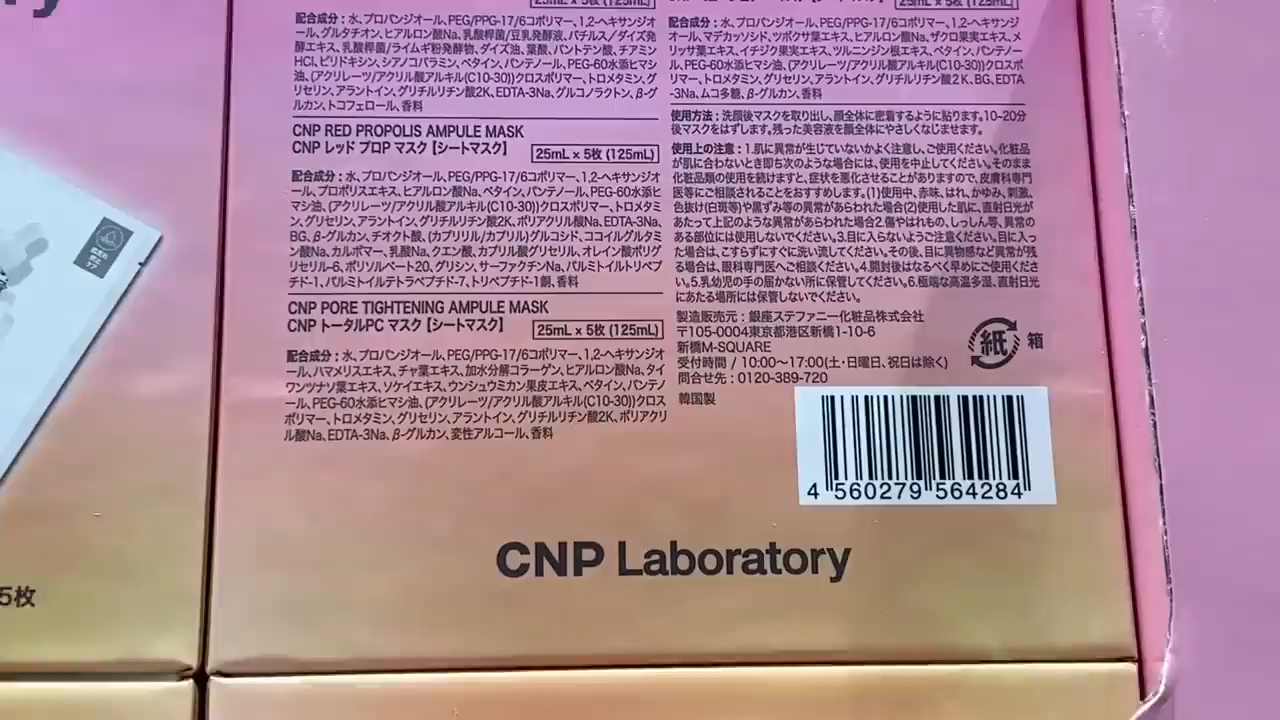 25mL × 5枚 (125mL)
配合成分：水、プロパンジオール、PEG/PPG-17/6コポリマー、1,2-ヘキサンジオ
ール、グルタチオン、ヒアルロン酸Na、乳酸桿菌/豆乳発酵液、バチルス/ダイズ発
酵エキス、乳酸桿菌/ライムギ粉発酵物、ダイズ油、葉酸、パントテン酸、チアミン
HCl、ピリドキシン、シアノコバラミン、ベタイン、パンテノール、PEG-60水添ヒマシ
油、(アクリレーツ/アクリル酸アルキル(C10-30))クロスポリマー、トロメタミン、グ
リセリン、アラントイン、グリチルリチン酸2K、EDTA-3Na、グルコノラクトン、β-グ
ルカン、トコフェロール、香料
CNP RED PROPOLIS AMPULE MASK
CNP レッド プロP マスク【シートマスク】
25mL × 5枚 (125mL)
配合成分：水、プロパンジオール、PEG/PPG-17/6コポリマー、1,2-ヘキサンジオ
ール、プロポリスエキス、ヒアルロン酸Na、ベタイン、パンテノール、PEG-60水添ヒ
マシ油、(アクリレーツ/アクリル酸アルキル(C10-30))クロスポリマー、トロメタミ
ン、グリセリン、アラントイン、グリチルリチン酸2K、ポリアクリル酸Na、EDTA-3Na、
BG、β-グルカン、チオクト酸、(カプリリル/カプリル)グルコシド、ココイルグルタミ
ン酸Na、カルボマー、乳酸Na、クエン酸、カプリル酸グリセリル、オレイン酸ポリグ
リセリル-6、ポリソルベート20、グリシン、サーファクチンNa、パルミトイルトリペプ
チド-1、パルミトイルテトラペプチド-7、トリペプチド-1銅、香料
CNP PORE TIGHTENING AMPULE MASK
CNP トータルPC マスク【シートマスク】
25mL × 5枚 (125mL)
配合成分：水、プロパンジオール、PEG/PPG-17/6コポリマー、1,2-ヘキサンジオ
ール、ハマメリスエキス、チャ葉エキス、加水分解コラーゲン、ヒアルロン酸Na、タイ
ワンツナソ葉エキス、ソケイエキス、ウンシュウミカン果皮エキス、ベタイン、パンテノ
ール、PEG-60水添ヒマシ油、(アクリレーツ/アクリル酸アルキル(C10-30))クロス
ポリマー、トロメタミン、グリセリン、アラントイン、グリチルリチン酸2K、ポリアクリ
ル酸Na、EDTA-3Na、β-グルカン、変性アルコール、香料
25mL × 5枚 (125mL)
配合成分：水、プロパンジオール、PEG/PPG-17/6コポリマー、1,2-ヘキサンジ
オール、マデカッソシド、ツボクサ葉エキス、ヒアルロン酸Na、ザクロ果実エキス、メ
リッサ葉エキス、イチジク果実エキス、ツルニンジン根エキス、ベタイン、パンテノー
ル、PEG-60水添ヒマシ油、(アクリレーツ/アクリル酸アルキル(C10-30))クロスポ
リマー、トロメタミン、グリセリン、アラントイン、グリチルリチン酸2K、BG、EDTA
-3Na、ムコ多糖、β-グルカン、香料
使用方法：洗顔後マスクを取り出し、顔全体に密着するように貼ります。10-20分
後マスクをはずします。残った美容液を顔全体にやさしくなじませます。
使用上の注意：1.肌に異常が生じていないかよく注意し、ご使用ください。化粧品
が肌に合わないとき即ち次のような場合には、使用を中止してください。そのまま
化粧品類の使用を続けますと、症状を悪化させることがありますので、皮膚科専門
医等にご相談されることをおすすめします。(1)使用中、赤味、はれ、かゆみ、刺激、
色抜け(白斑等)や黒ずみ等の異常があらわれた場合(2)使用した肌に、直射日光が
あたって上記のような異常があらわれた場合2.傷やはれもの、しっしん等、異常の
ある部位には使用しないでください。3.目に入らないようご注意ください。目に入っ
た場合は、こすらずにすぐに洗い流してください。その後、目に異物感など異常が残
る場合は、眼科専門医へご相談ください。4.開封後はなるべく早めにご使用くださ
い。5.乳幼児の手の届かない所に保管してください。6.極端な高温多湿、直射日光
にあたる場所には保管しないでください。
製造販売元：銀座ステファニー化粧品株式会社
〒105-0004東京都港区新橋1-10-6
新橋M-SQUARE
受付時間 / 10:00〜17:00(土・日曜日、祝日は除く)
問合せ先：0120-389-720
韓国製
紙 箱
4 560279 564284
CNP Laboratory
5枚